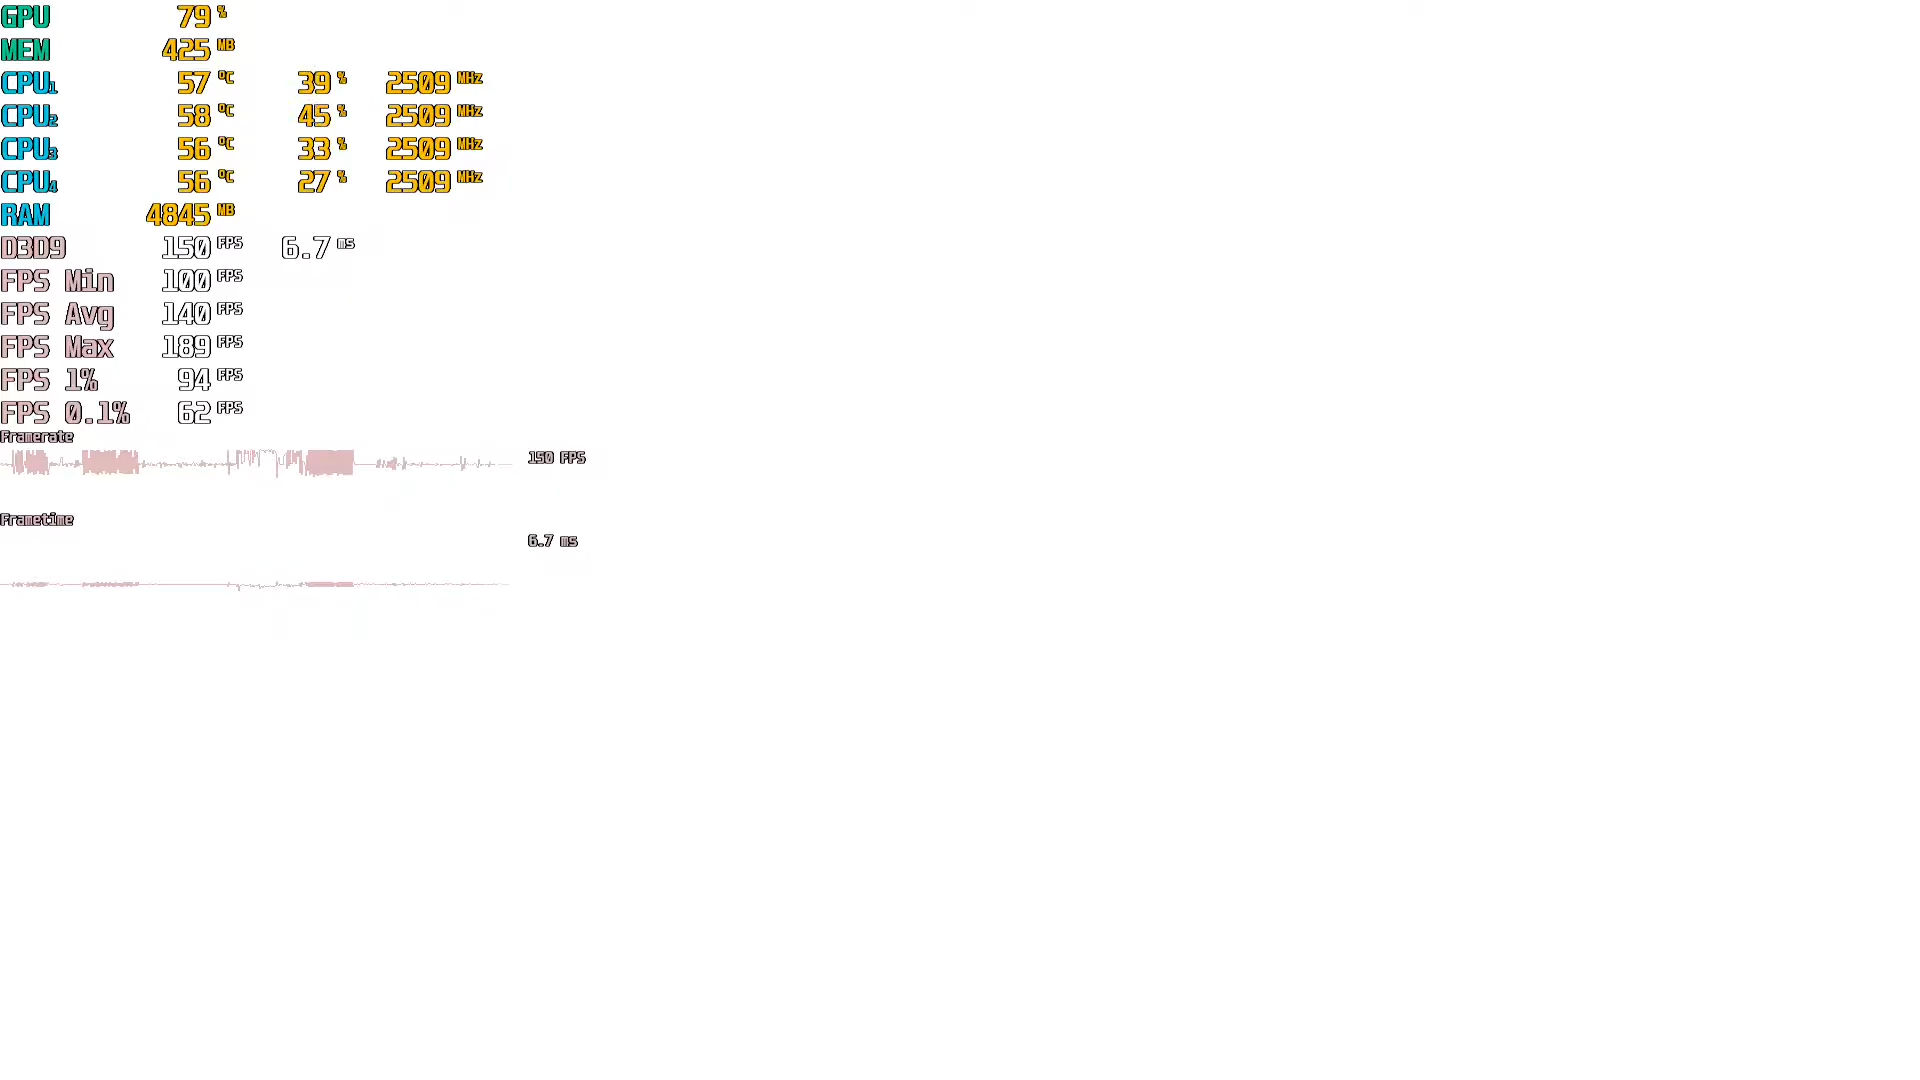 GPU 79 %
MEM 425 MB
CPU1 57 °C 39 % 2509 MHz
CPU2 58 °C 45 % 2509 MHz
CPU3 56 °C 33 % 2509 MHz
CPU4 56 °C 27 % 2509 MHz
RAM 4845 MB
D3D9 150 FPS 6.7 ms
FPS Min 100 FPS
FPS Avg 140 FPS
FPS Max 189 FPS
FPS 1% 94 FPS
FPS 0.1% 62 FPS
Framerate
150 FPS
Frametime
6.7 ms